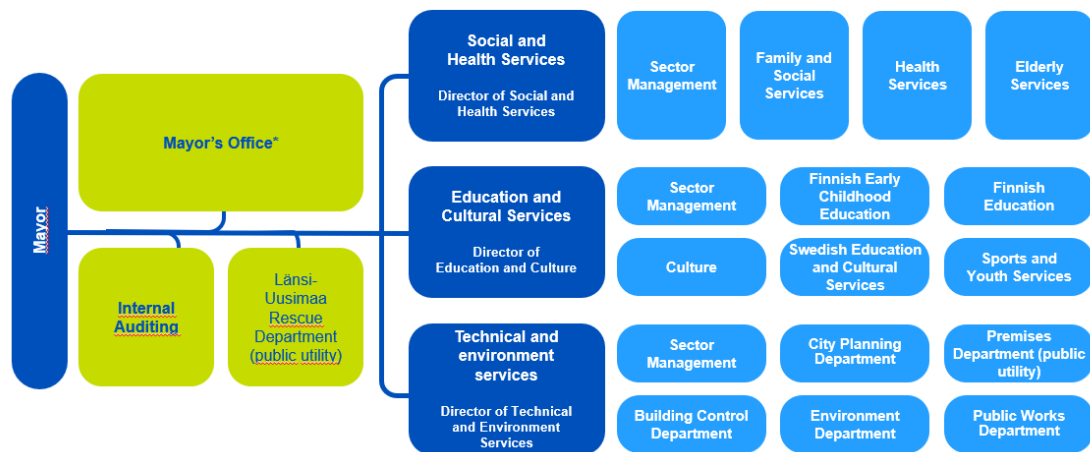 Mayor
Mayor's Office*
Internal
Auditing
Länsi-
Uusimaa
Rescue
Department
(public utility)
Social and
Health Services
Director of Social and
Health Services
Sector
Management
Family and
Social
Services
Health
Services
Elderly
Services
Education and
Cultural Services
Director of
Education and Culture
Sector
Management
Finnish Early
Childhood
Education
Finnish
Education
Culture
Swedish Education
and Cultural
Services
Sports and
Youth Services
Technical and
environment
services
Director of Technical
and Environment
Services
Sector
Management
City Planning
Department
Premises
Department (public
utility)
Building Control
Department
Environment
Department
Public Works
Department